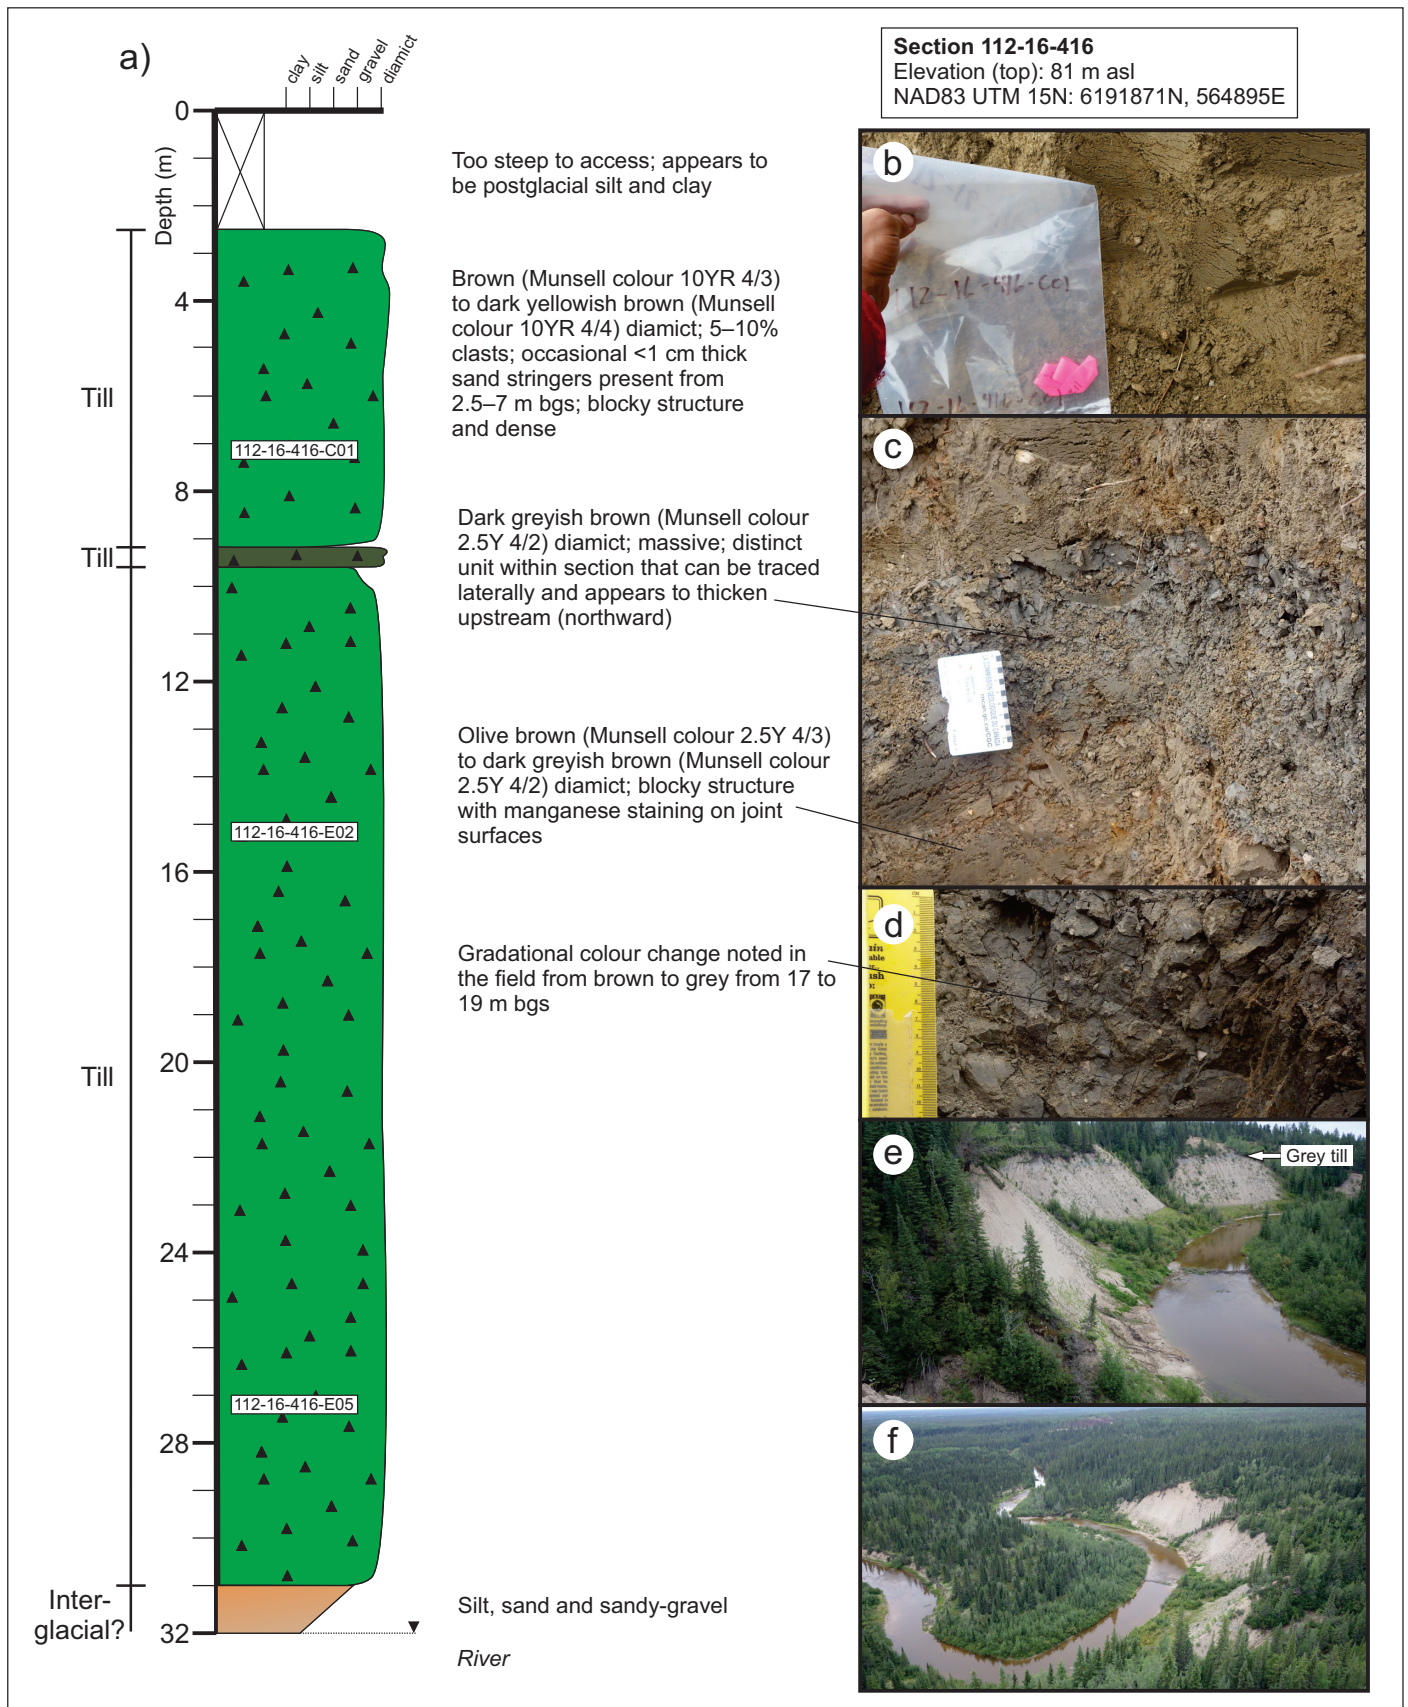 a)
clay
silt
sand
gravel
diamict
Section 112-16-416
Elevation (top): 81 m asl
NAD83 UTM 15N: 6191871N, 564895E
0
Depth (m)
4
8
12
16
20
24
28
32
Till
Till
Till
Inter-
glacial?
112-16-416-C01
112-16-416-E02
112-16-416-E05
Too steep to access; appears to
be postglacial silt and clay
Brown (Munsell colour 10YR 4/3)
to dark yellowish brown (Munsell
colour 10YR 4/4) diamict; 5–10%
clasts; occasional <1 cm thick
sand stringers present from
2.5–7 m bgs; blocky structure
and dense
Dark greyish brown (Munsell colour
2.5Y 4/2) diamict; massive; distinct
unit within section that can be traced
laterally and appears to thicken
upstream (northward)
Olive brown (Munsell colour 2.5Y 4/3)
to dark greyish brown (Munsell colour
2.5Y 4/2) diamict; blocky structure
with manganese staining on joint
surfaces
Gradational colour change noted in
the field from brown to grey from 17 to
19 m bgs
Silt, sand and sandy-gravel
River
b
112-16-416-C01
c
d
e
Grey till
f